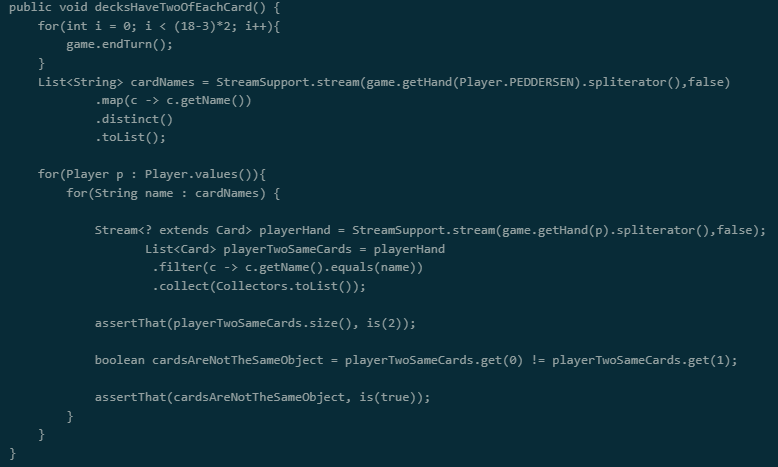 public void decksHaveTwoOfEachCard() {
    for(int i = 0; i < (18-3)*2; i++){
        game.endTurn();
    }
    List<String> cardNames = StreamSupport.stream(game.getHand(Player.PEDDERSEN).spliterator(),false)
            .map(c -> c.getName())
            .distinct()
            .toList();

    for(Player p : Player.values()){
        for(String name : cardNames) {

            Stream<? extends Card> playerHand = StreamSupport.stream(game.getHand(p).spliterator(),false);
                   List<Card> playerTwoSameCards = playerHand
                    .filter(c -> c.getName().equals(name))
                    .collect(Collectors.toList());

            assertThat(playerTwoSameCards.size(), is(2));

            boolean cardsAreNotTheSameObject = playerTwoSameCards.get(0) != playerTwoSameCards.get(1);

            assertThat(cardsAreNotTheSameObject, is(true));
        }
    }
}